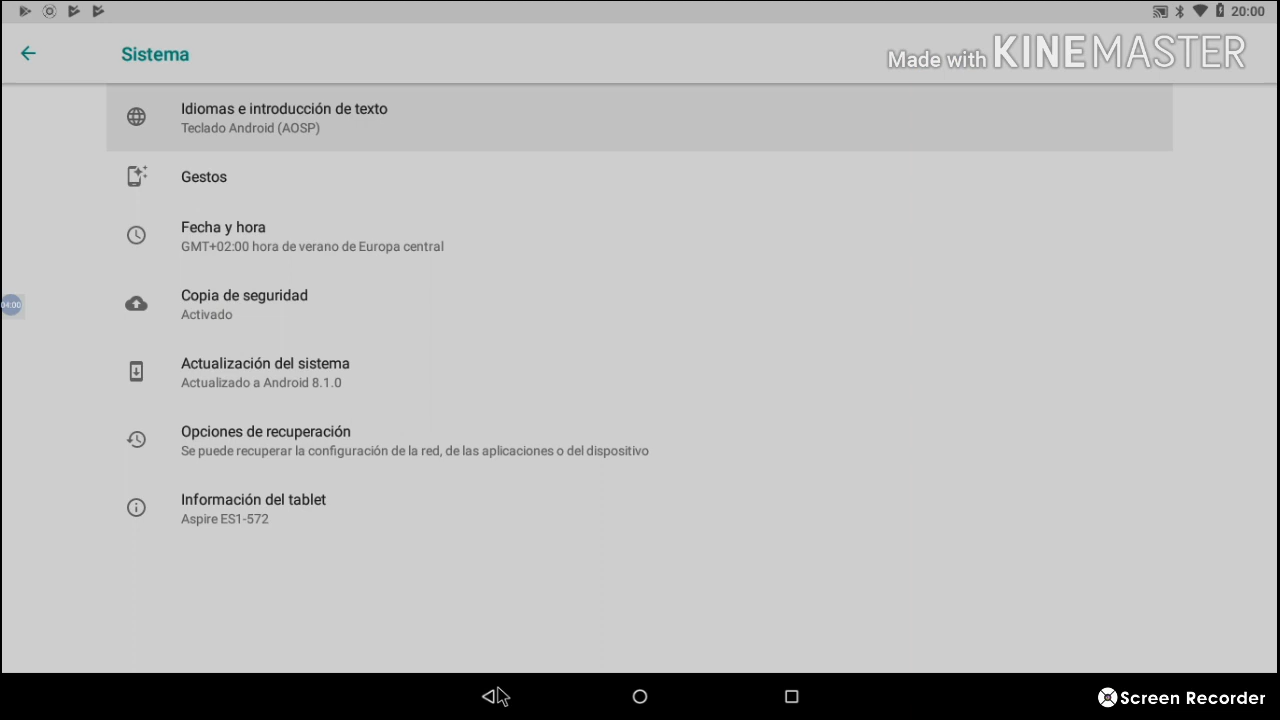 20:00
Sistema
Made with KINEMASTER
Idiomas e introducción de texto
Teclado Android (AOSP)
Gestos
Fecha y hora
GMT+02:00 hora de verano de Europa central
Copia de seguridad
Activado
04:00
Actualización del sistema
Actualizado a Android 8.1.0
Opciones de recuperación
Se puede recuperar la configuración de la red, de las aplicaciones o del dispositivo
Información del tablet
Aspire ES1-572
Screen Recorder